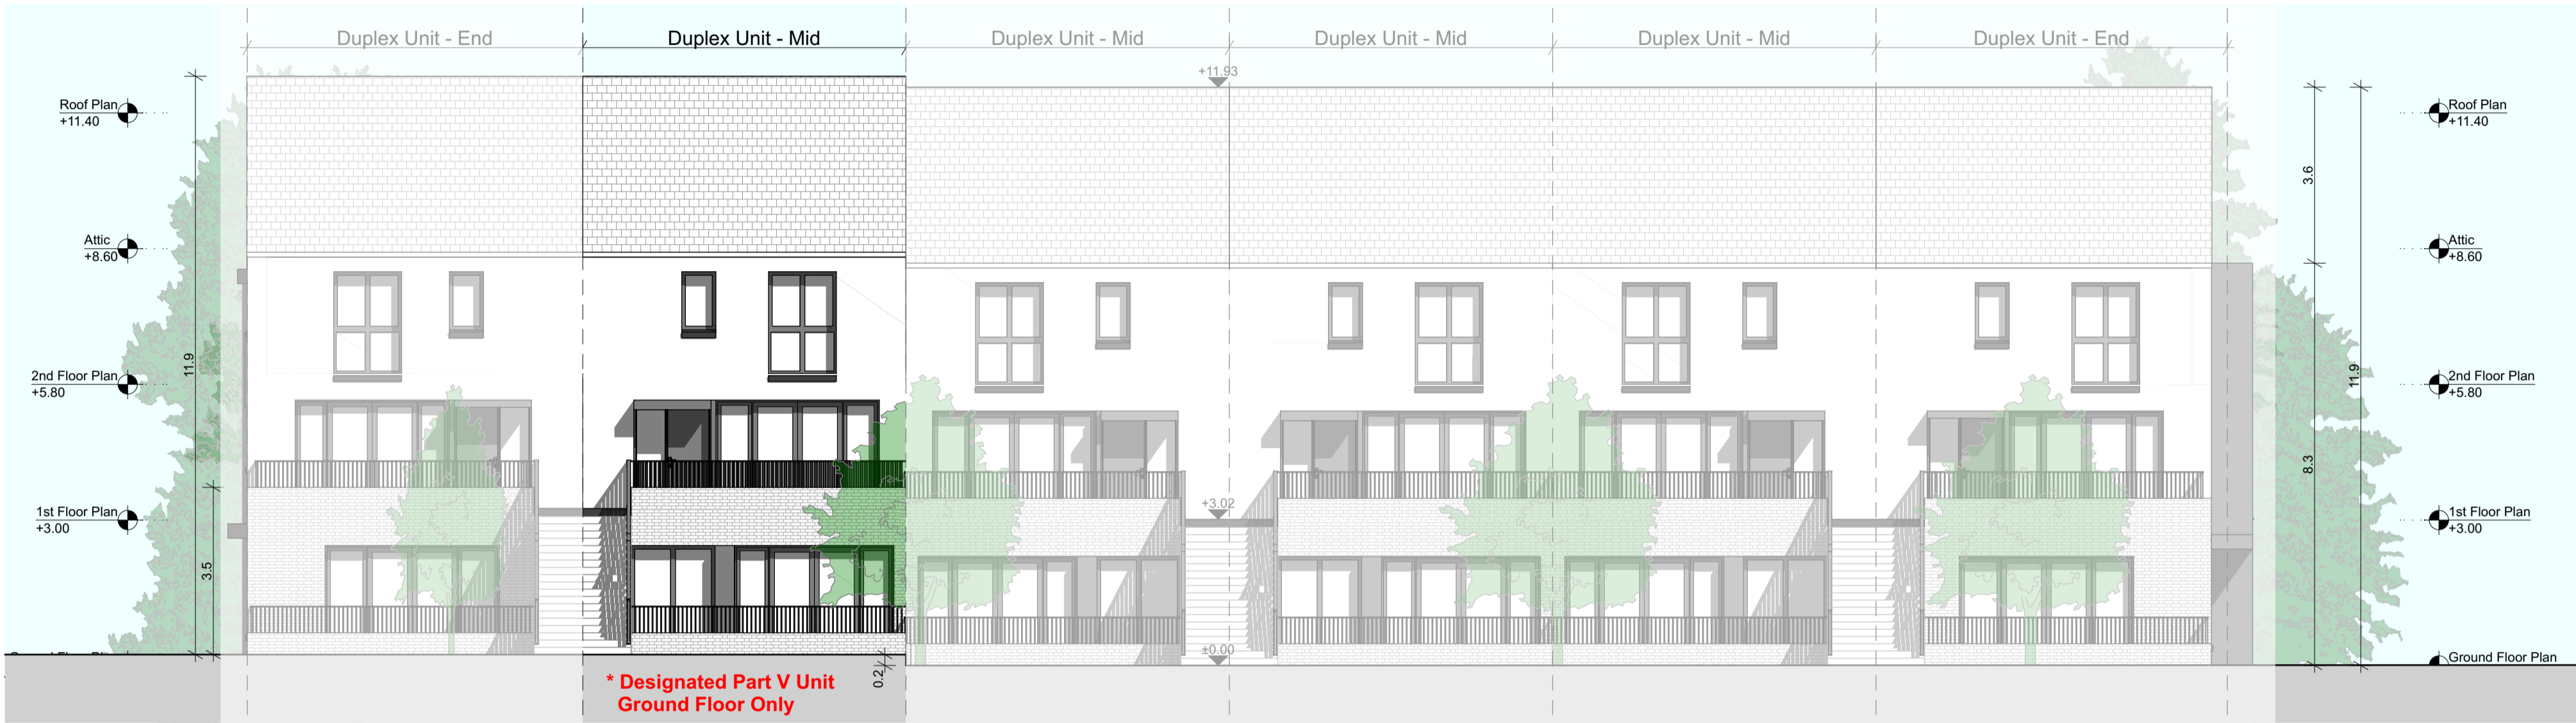 Duplex Unit - End
Duplex Unit - Mid
Duplex Unit - Mid
Duplex Unit - Mid
Duplex Unit - Mid
Duplex Unit - End
+11.93
Roof Plan
+11.40
Roof Plan
+11.40
3.6
Attic
+8.60
Attic
+8.60
11.9
11.9
2nd Floor Plan
+5.80
2nd Floor Plan
+5.80
8.3
+3.02
1st Floor Plan
+3.00
1st Floor Plan
+3.00
3.5
±0.00
Ground Floor Plan
0.2
* Designated Part V Unit
Ground Floor Only